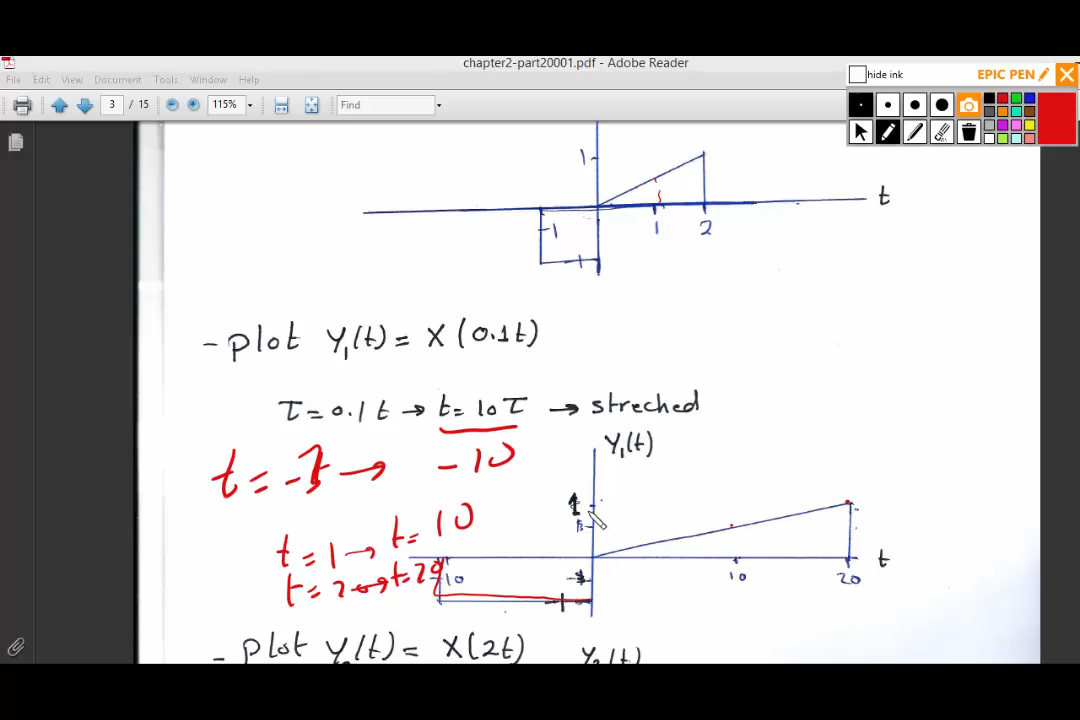 chapter2-part20001.pdf - Adobe Reader
hide ink EPIC PEN
File Edit View Document Tools Window Help
3 / 15 115% Find
1
t
-1 1 2
-1
- plot Y₁(t) = X(0.1t)
τ = 0.1t → t = 10τ → streched
Y₁(t)
t = -1 → -10
1
t = 1 → t = 10
t
t = 2 → t = 20
-10 10 20
-1
- plot Y₂(t) = X(2t) Y₂(t)